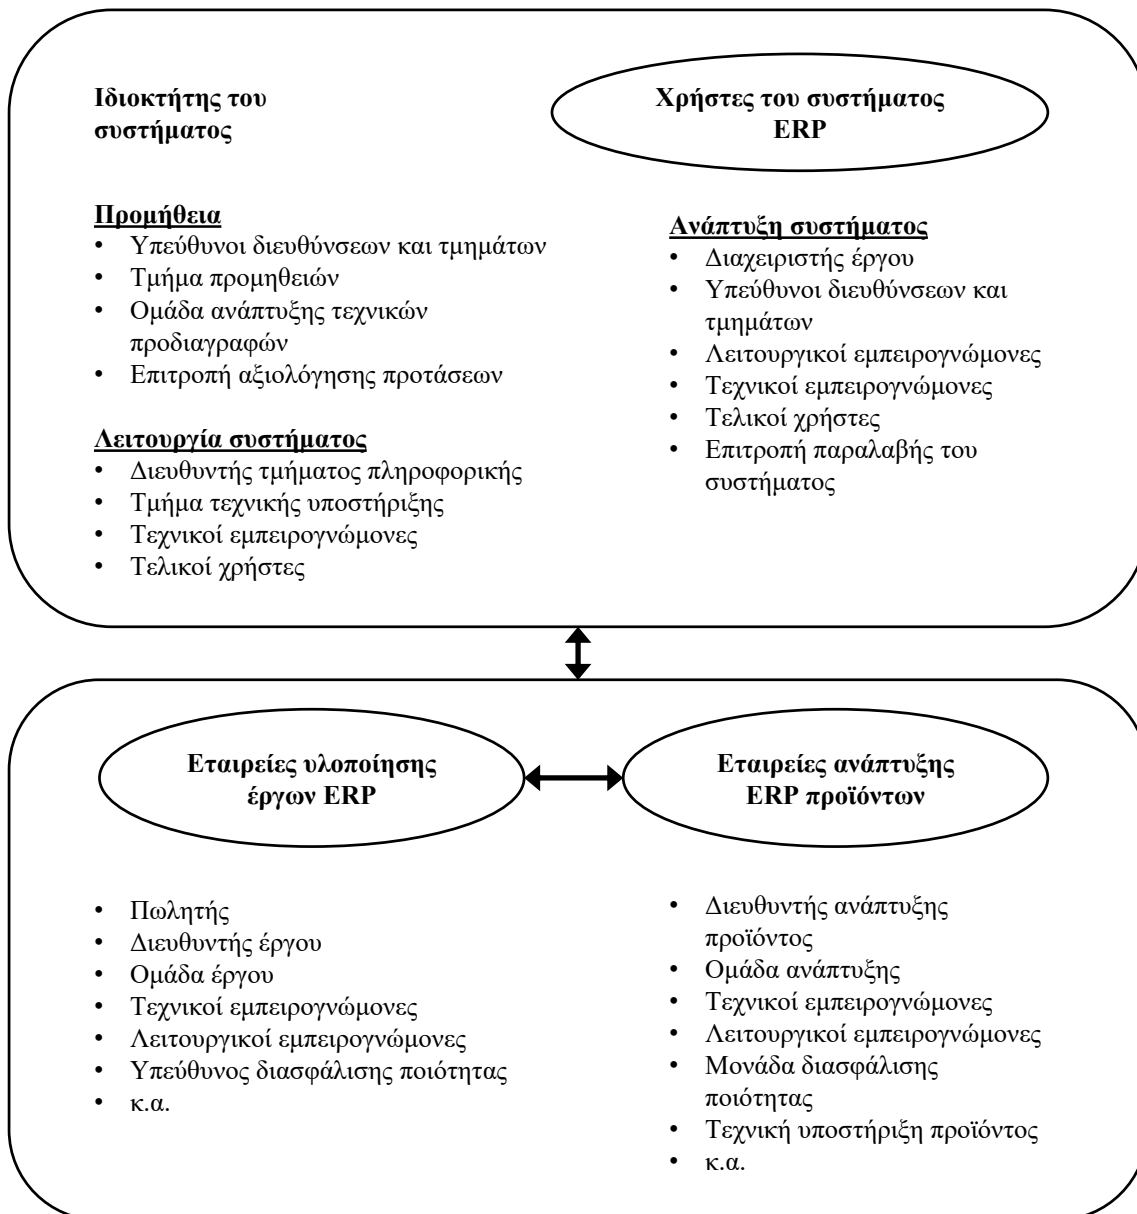 Ιδιοκτήτης του
συστήματος
Χρήστες του συστήματος
ERP
Προμήθεια
• Υπεύθυνοι διευθύνσεων και τμημάτων
• Τμήμα προμηθειών
• Ομάδα ανάπτυξης τεχνικών
προδιαγραφών
• Επιτροπή αξιολόγησης προτάσεων
Λειτουργία συστήματος
• Διευθυντής τμήματος πληροφορικής
• Τμήμα τεχνικής υποστήριξης
• Τεχνικοί εμπειρογνώμονες
• Τελικοί χρήστες
Ανάπτυξη συστήματος
• Διαχειριστής έργου
• Υπεύθυνοι διευθύνσεων και
τμημάτων
• Λειτουργικοί εμπειρογνώμονες
• Τεχνικοί εμπειρογνώμονες
• Τελικοί χρήστες
• Επιτροπή παραλαβής του
συστήματος
Εταιρείες υλοποίησης
έργων ERP
Εταιρείες ανάπτυξης
ERP προϊόντων
• Πωλητής
• Διευθυντής έργου
• Ομάδα έργου
• Τεχνικοί εμπειρογνώμονες
• Λειτουργικοί εμπειρογνώμονες
• Υπεύθυνος διασφάλισης ποιότητας
• κ.α.
• Διευθυντής ανάπτυξης
προϊόντος
• Ομάδα ανάπτυξης
• Τεχνικοί εμπειρογνώμονες
• Λειτουργικοί εμπειρογνώμονες
• Μονάδα διασφάλισης
ποιότητας
• Τεχνική υποστήριξη προϊόντος
• κ.α.